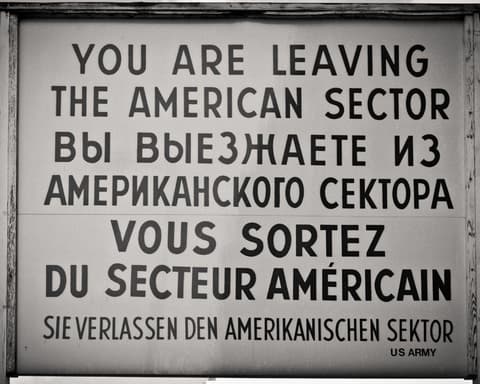 YOU ARE LEAVING
THE AMERICAN SECTOR
ВЫ ВЫЕЗЖАЕТЕ ИЗ
АМЕРИКАНСКОГО СЕКТОРА
VOUS SORTEZ
DU SECTEUR AMÉRICAIN
SIE VERLASSEN DEN AMERIKANISCHEN SEKTOR
US ARMY